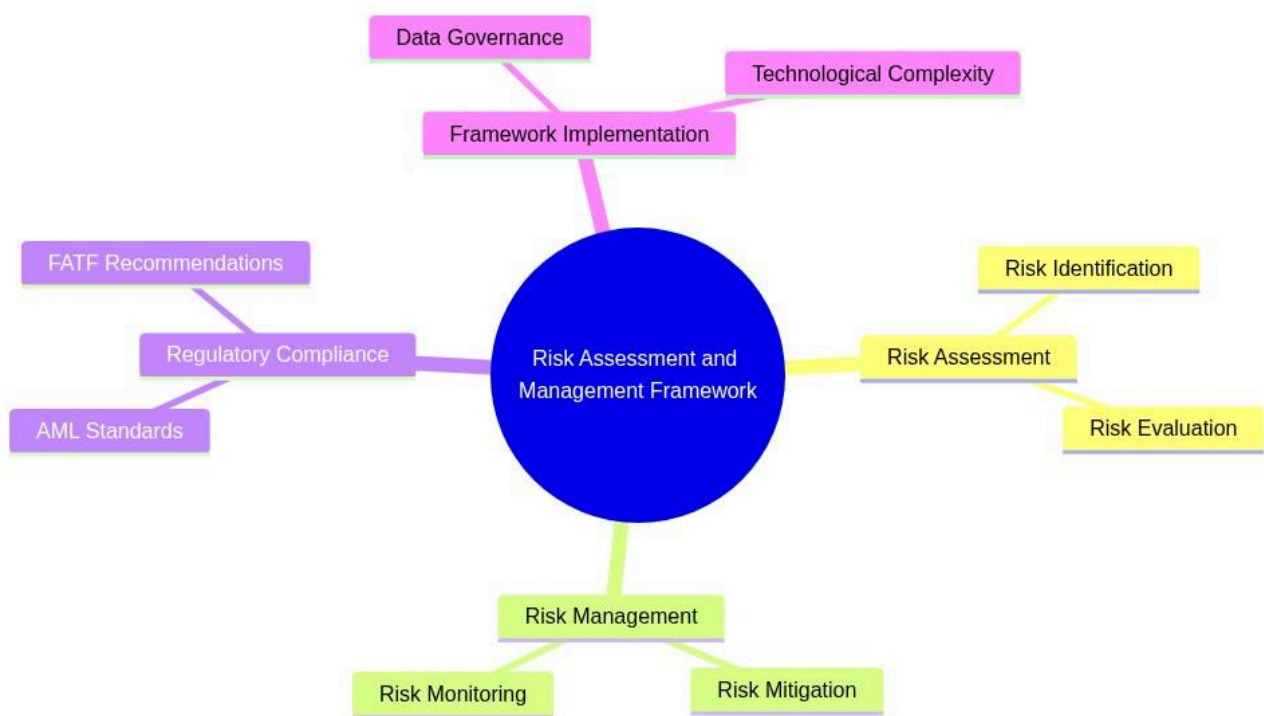 Data Governance
Technological Complexity
Framework Implementation
FATF Recommendations
Risk Identification
Regulatory Compliance
Risk Assessment and
Management Framework
Risk Assessment
AML Standards
Risk Evaluation
Risk Management
Risk Monitoring
Risk Mitigation